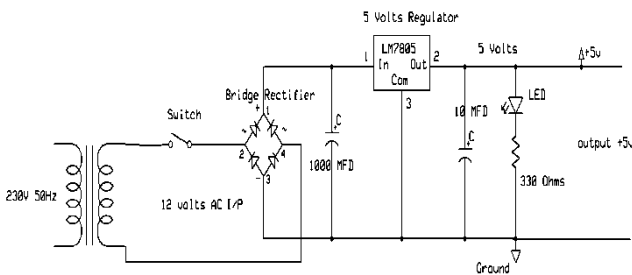 5 Volts Regulator
LM7805
1 In Out 2
Com
3
5 Volts
+5v
Bridge Rectifier
+ 1
2 4
- 3
Switch
+
C
1000 MFD
10 MFD
+
C
LED
330 Ohms
output +5v
230V 50Hz
12 volts AC I/P
Ground